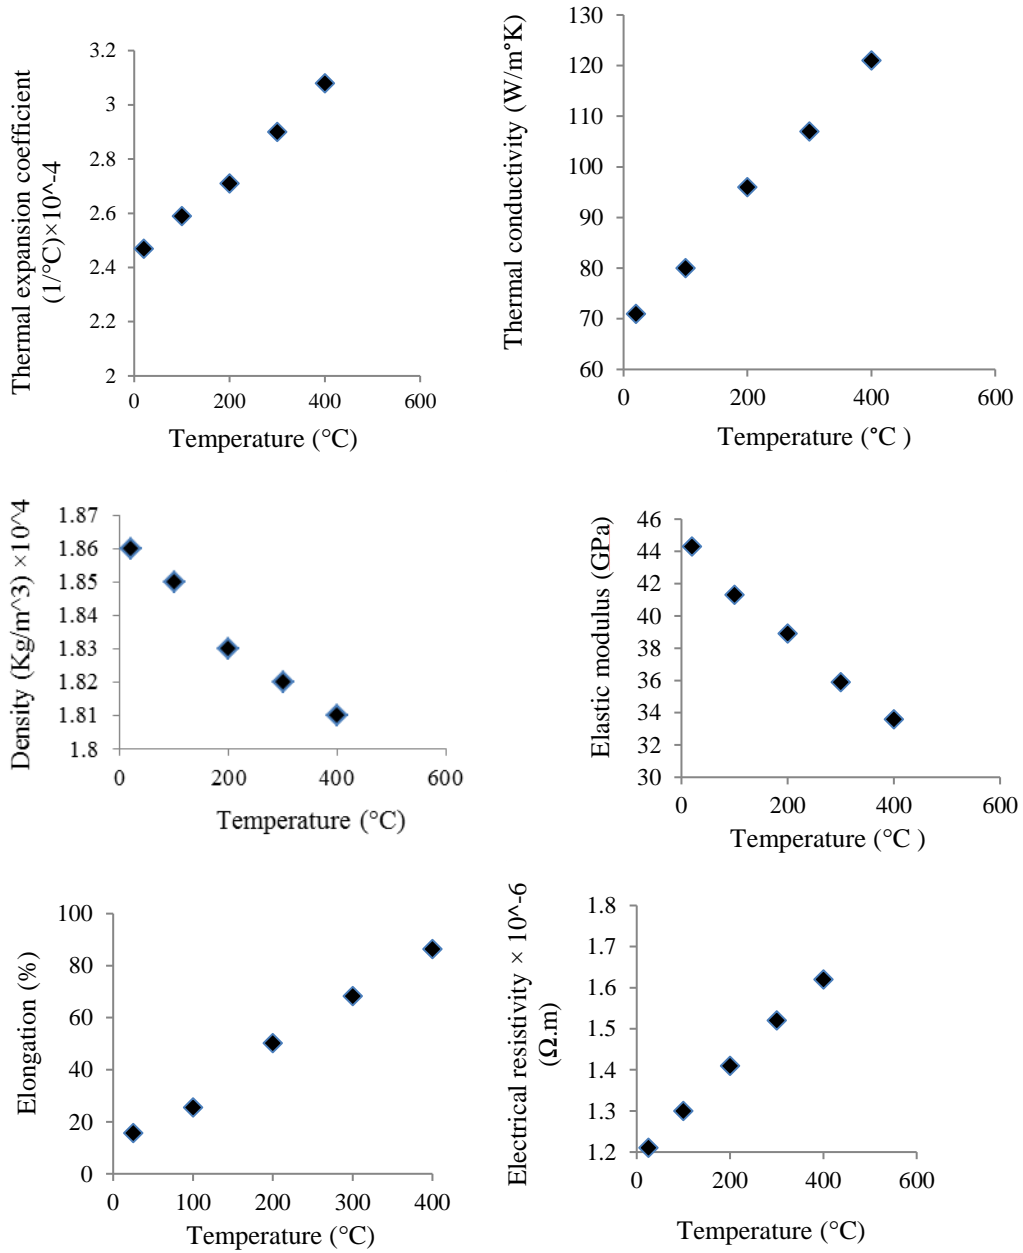 Thermal expansion coefficient
(1/°C)×10^-4
3.2
3
2.8
2.6
2.4
2.2
2
0 200 400 600
Temperature (°C)
Thermal conductivity (W/m°K)
130
120
110
100
90
80
70
60
0 200 400 600
Temperature (°C )
Density (Kg/m^3) ×10^4
1.87
1.86
1.85
1.84
1.83
1.82
1.81
1.8
0 200 400 600
Temperature (°C)
Elastic modulus (GPa)
46
44
42
40
38
36
34
32
30
0 200 400 600
Temperature (°C )
Elongation (%)
100
80
60
40
20
0
0 100 200 300 400
Temperature (°C)
Electrical resistivity × 10^-6
(Ω.m)
1.8
1.7
1.6
1.5
1.4
1.3
1.2
0 200 400 600
Temperature (°C)